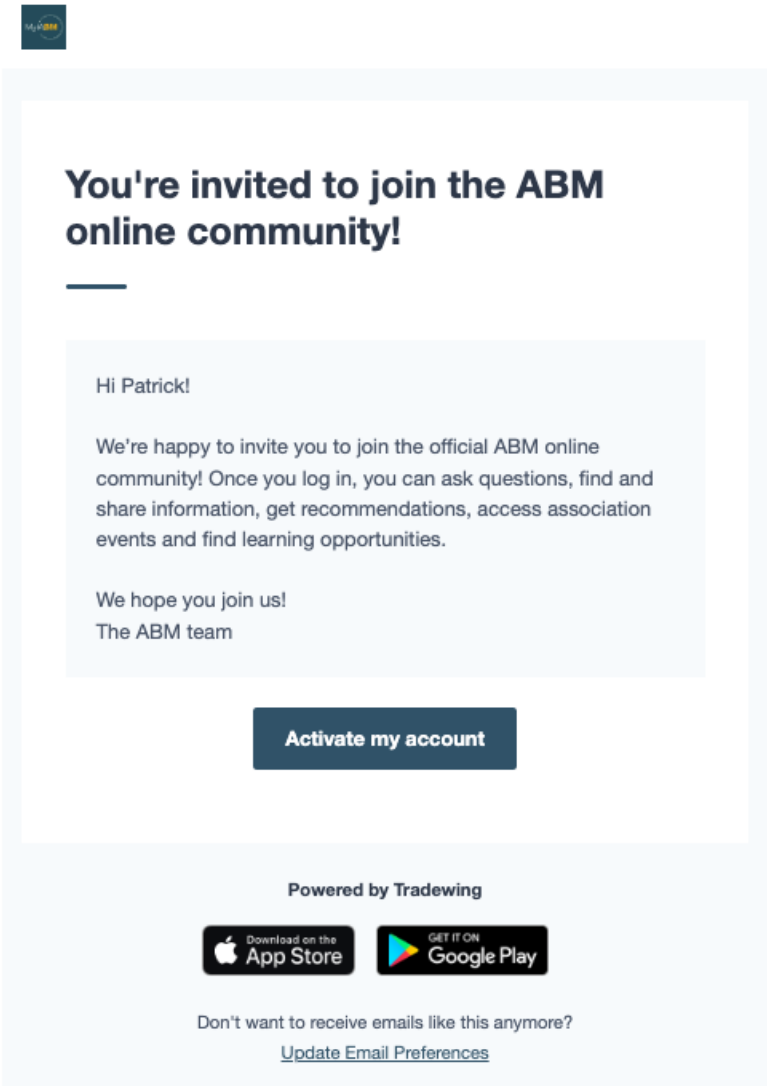 You're invited to join the ABM
online community!
Hi Patrick!
We're happy to invite you to join the official ABM online
community! Once you log in, you can ask questions, find and
share information, get recommendations, access association
events and find learning opportunities.
We hope you join us!
The ABM team
Activate my account
Powered by Tradewing
Download on the
App Store
GET IT ON
Google Play
Don't want to receive emails like this anymore?
Update Email Preferences